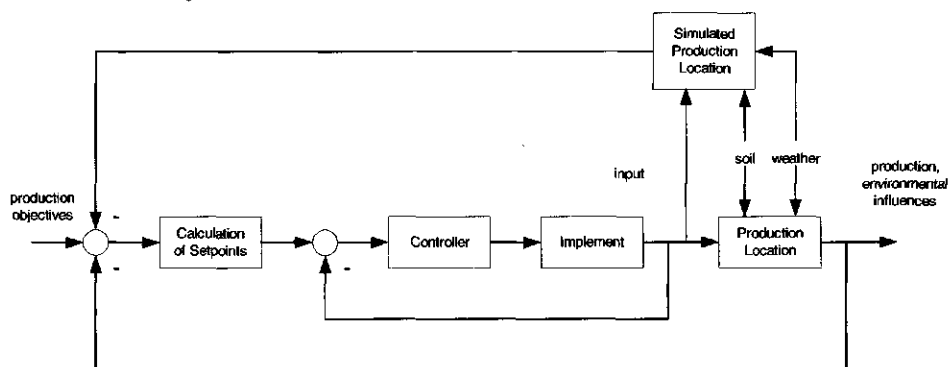 Simulated
Production
Location
input
soil
weather
production,
environmental
influences
production
objectives
-
Calculation
of Setpoints
Controller
Implement
Production
Location
-
-